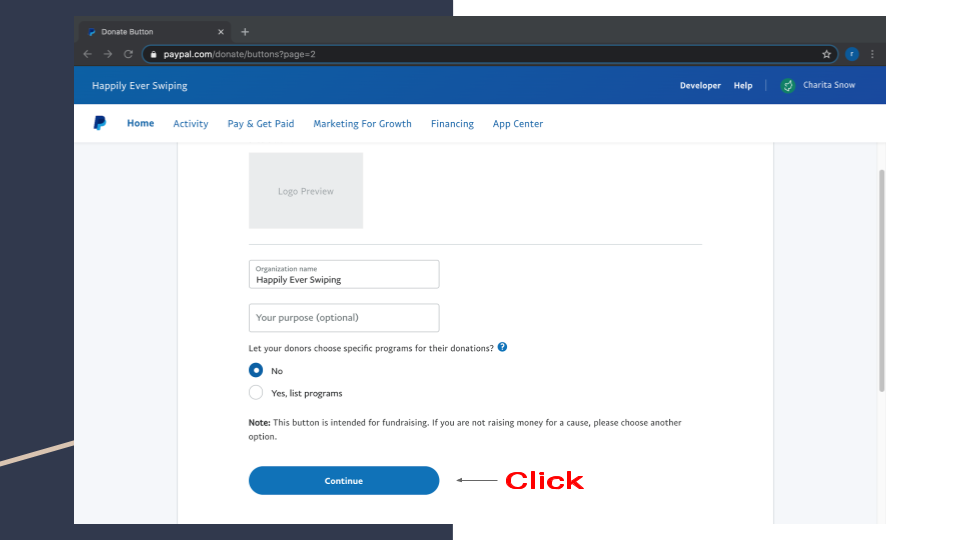 Donate Button
paypal.com/donate/buttons?page=2
Happily Ever Swiping Developer Help Charita Snow
Home Activity Pay & Get Paid Marketing For Growth Financing App Center
Logo Preview
Organization name
Happily Ever Swiping
Your purpose (optional)
Let your donors choose specific programs for their donations? ?
No
Yes, list programs
Note: This button is intended for fundraising. If you are not raising money for a cause, please choose another
option.
Continue Click